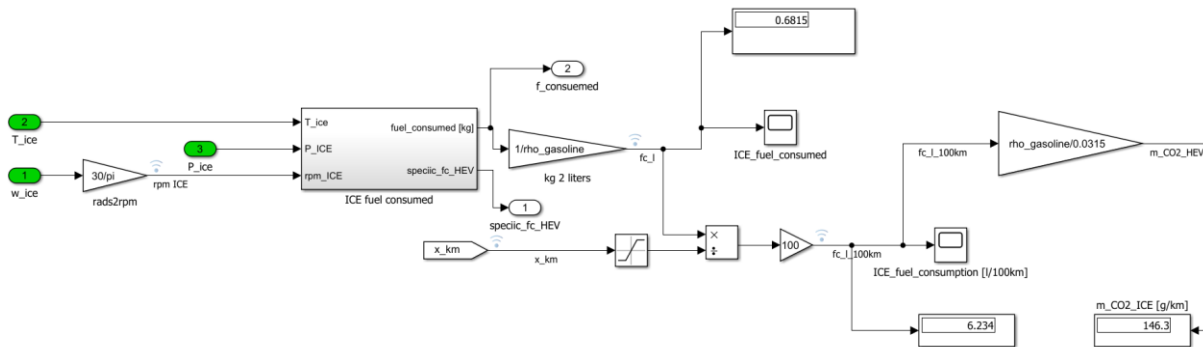 0.6815
2
f_consuemed
2
T_ice
T_ice
fuel_consumed [kg]
3
P_ice
P_ICE
1/rho_gasoline
fc_l
ICE_fuel_consumed
rho_gasoline/0.0315
fc_l_100km
m_CO2_HEV
1
w_ice
30/pi
rpm ICE
rads2rpm
rpm_ICE
speciic_fc_HEV
ICE fuel consumed
kg 2 liters
1
speciic_fc_HEV
x_km
x_km
×
÷
100
fc_l_100km
ICE_fuel_consumption [l/100km]
m_CO2_ICE [g/km]
6.234
146.3